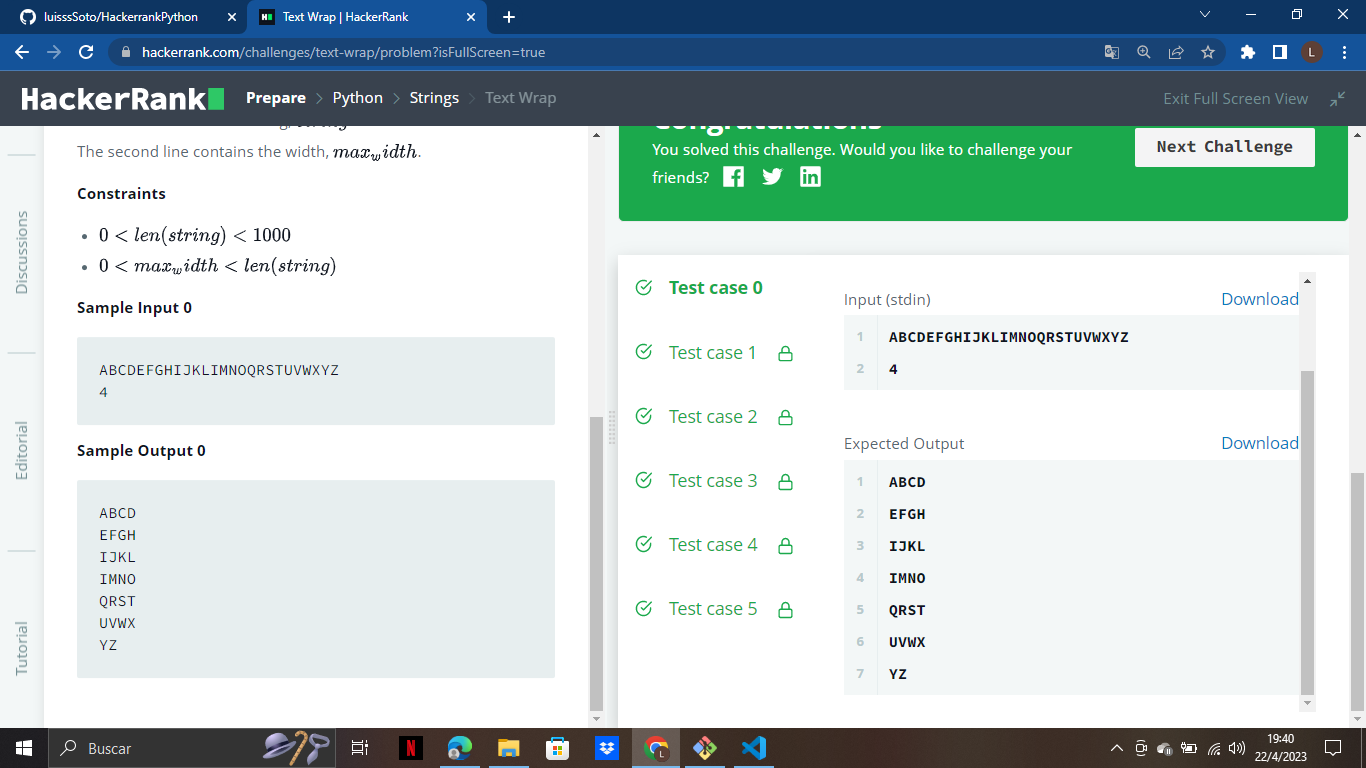 luisssSoto/HackerrankPython
Text Wrap | HackerRank
hackerrank.com/challenges/text-wrap/problem?isFullScreen=true
L
HackerRank
Prepare > Python > Strings > Text Wrap
Exit Full Screen View
Discussions
Editorial
Tutorial
The second line contains the width, max_width.
Constraints
• 0 < len(string) < 1000
• 0 < max_width < len(string)
Sample Input 0
ABCDEFGHIJKLIMNOQRSTUVWXYZ
4
Sample Output 0
ABCD
EFGH
IJKL
IMNO
QRST
UVWX
YZ
Congratulations
You solved this challenge. Would you like to challenge your
friends?
Next Challenge
Test case 0
Test case 1
Test case 2
Test case 3
Test case 4
Test case 5
Input (stdin)
Download
1 ABCDEFGHIJKLIMNOQRSTUVWXYZ
2 4
Expected Output
Download
1 ABCD
2 EFGH
3 IJKL
4 IMNO
5 QRST
6 UVWX
7 YZ
Buscar
19:40
22/4/2023